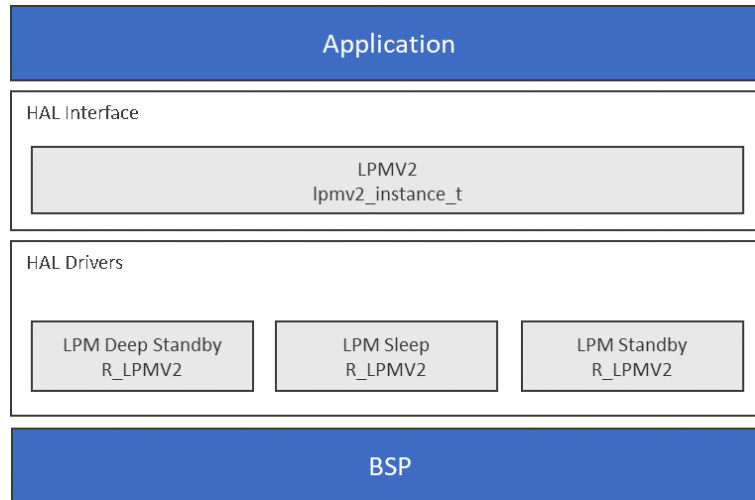 Application
HAL Interface
LPMV2
lpmv2_instance_t
HAL Drivers
LPM Deep Standby
R_LPMV2
LPM Sleep
R_LPMV2
LPM Standby
R_LPMV2
BSP